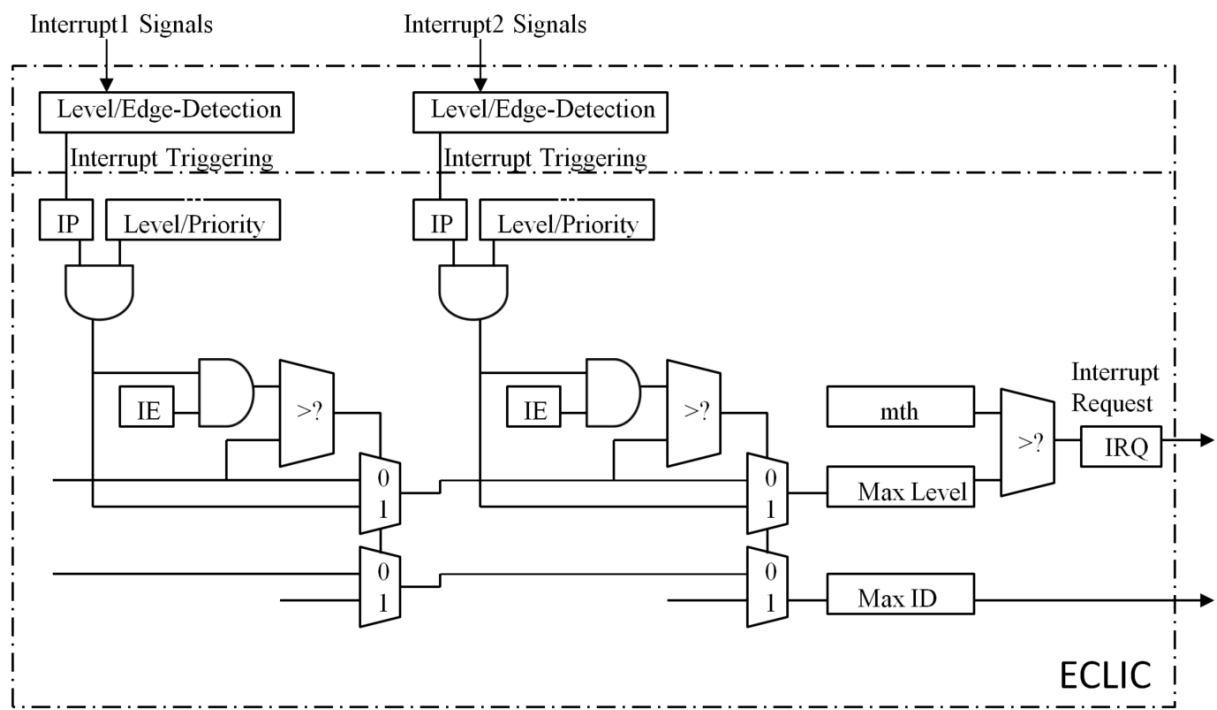 Interrupt1 Signals
Interrupt2 Signals
Level/Edge-Detection
Level/Edge-Detection
Interrupt Triggering
Interrupt Triggering
IP
Level/Priority
IP
Level/Priority
Interrupt
Request
IE
>?
IE
>?
mth
>?
IRQ
0
1
0
1
Max Level
0
1
0
1
Max ID
ECLIC